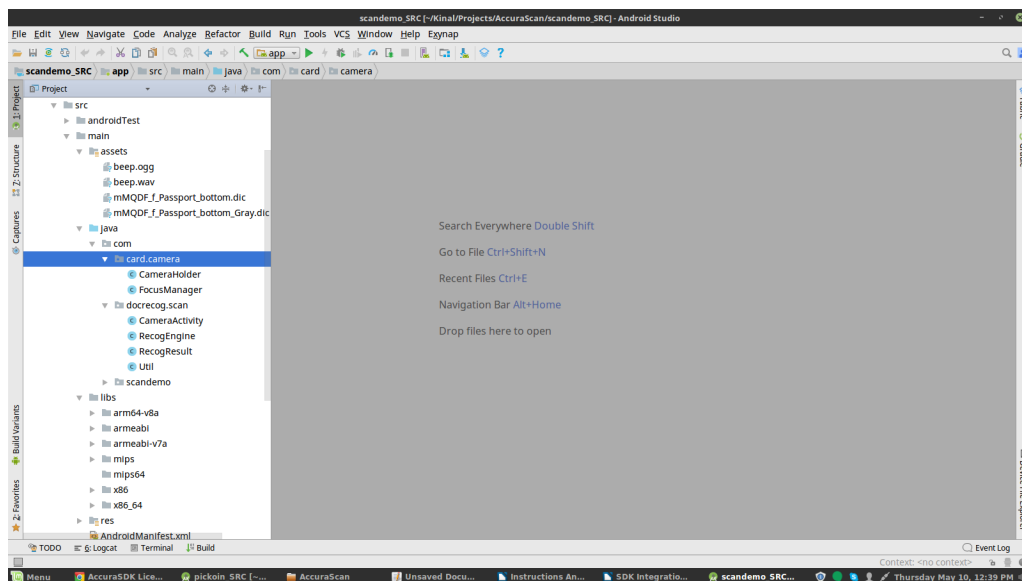 scandemo_SRC [~/Kinal/Projects/AccuraScan/scandemo_SRC] - Android Studio
File Edit View Navigate Code Analyze Refactor Build Run Tools VCS Window Help Exynap
app
scandemo_SRC app src main java com card camera
Project
1: Project
7: Structure
Captures
Build Variants
2: Favorites
src
androidTest
main
assets
beep.ogg
beep.wav
mMQDF_f_Passport_bottom.dic
mMQDF_f_Passport_bottom_Gray.dic
java
com
card.camera
CameraHolder
FocusManager
docrecog.scan
CameraActivity
RecogEngine
RecogResult
Util
scandemo
libs
arm64-v8a
armeabi
armeabi-v7a
mips
mips64
x86
x86_64
res
AndroidManifest.xml
Search Everywhere Double Shift
Go to File Ctrl+Shift+N
Recent Files Ctrl+E
Navigation Bar Alt+Home
Drop files here to open
TODO 6: Logcat Terminal Build Event Log
Context: <no context>
Menu AccuraSDK Lice... pickoin_SRC [~... AccuraScan Unsaved Docu... Instructions An... SDK Integratio... scandemo_SRC... Thursday May 10, 12:39 PM